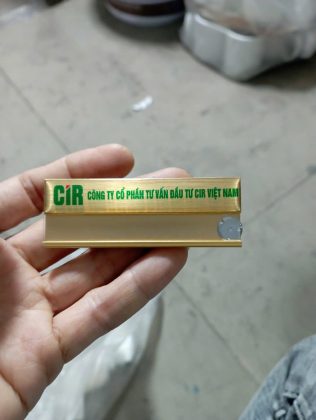 CiR CÔNG TY CỔ PHẦN TƯ VẤN ĐẦU TƯ CIR VIỆT NAM